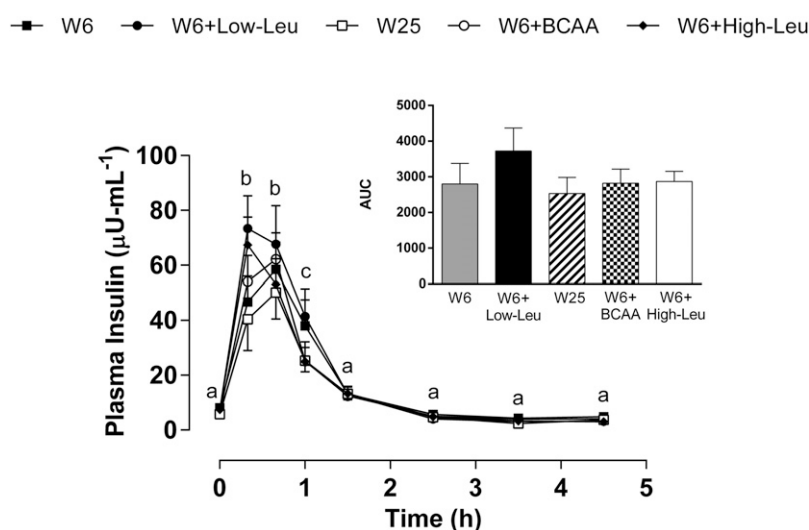 W6 W6+Low-Leu W25 W6+BCAA W6+High-Leu
5000
4000
3000
2000
1000
0
AUC
W6 W6+ W25 W6+ W6+
Low-Leu BCAA High-Leu
100
80
60
40
20
0
Plasma Insulin (µU-mL⁻¹)
a b b c a a a a
0 1 2 3 4 5
Time (h)